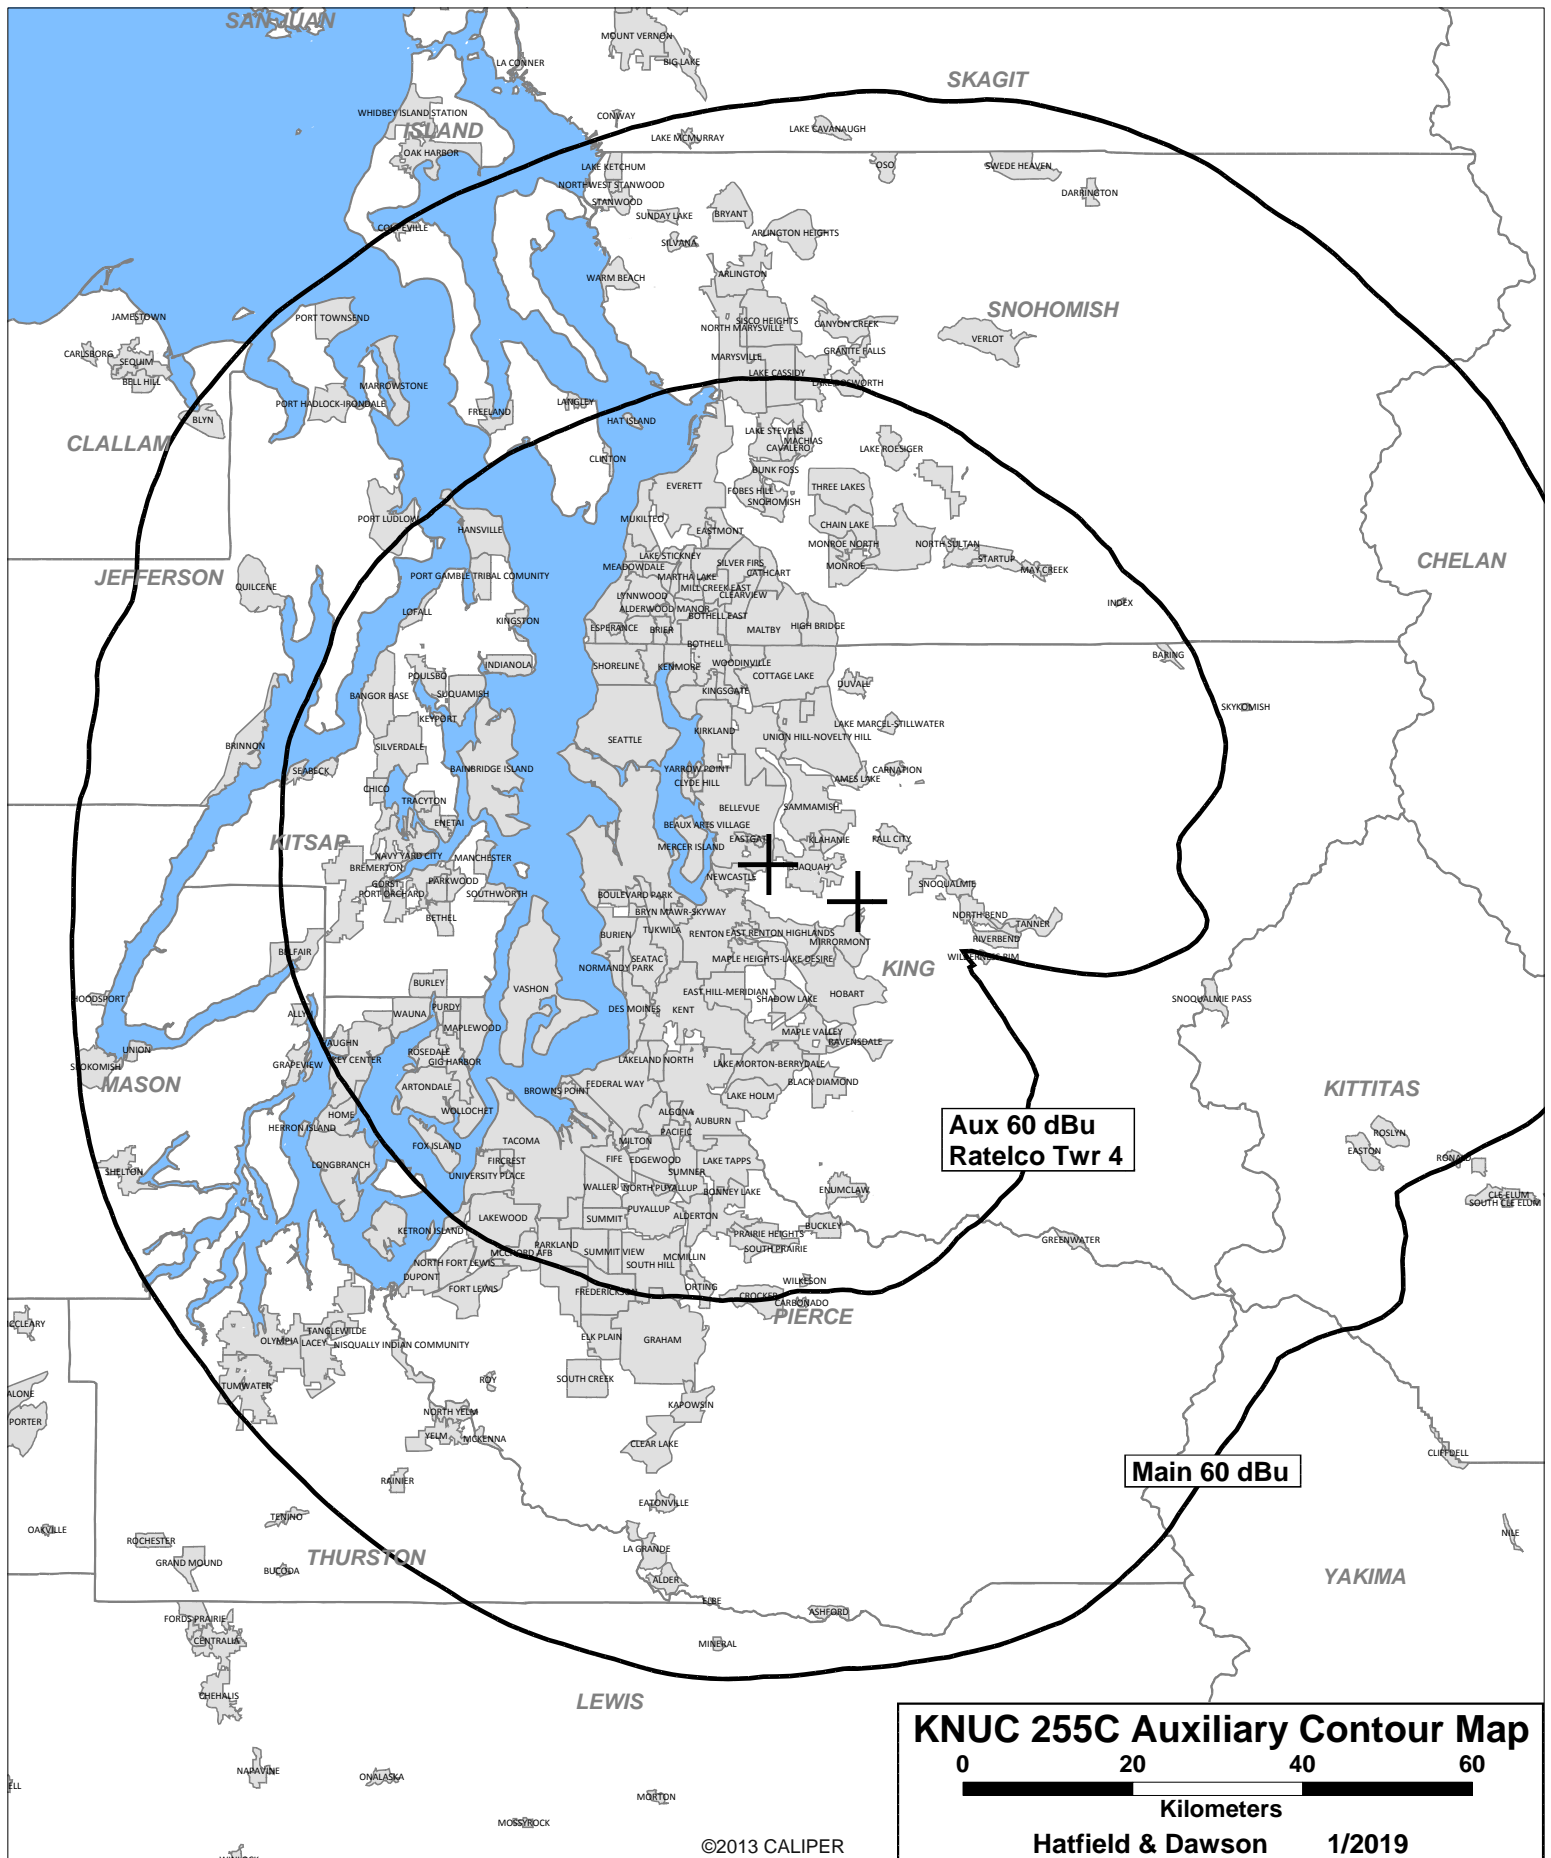 SAN JUAN
MOUNT VERNON
BIG LAKE
LA CONNER
SKAGIT
WHIDBEY ISLAND STATION
CONWAY
ISLAND
LAKE MCMURRAY
LAKE CAVANAUGH
OAK HARBOR
LAKE KETCHUM
OSO
SWEDE HEAVEN
NORTHWEST STANWOOD
DARRINGTON
STANWOOD
SUNDAY LAKE
BRYANT
COUPEVILLE
ARLINGTON HEIGHTS
SILVANA
WARM BEACH
ARLINGTON
SNOHOMISH
JAMESTOWN
PORT TOWNSEND
SISCO HEIGHTS
CANYON CREEK
NORTH MARYSVILLE
VERLOT
CARLSBORG
SEQUIM
MARYSVILLE
GRANITE FALLS
BELL HILL
LAKE CASSIDY
MARROWSTONE
LAKE BOSWORTH
PORT HADLOCK-IRONDALE
FREELAND
LANGLEY
BLYN
HAT ISLAND
LAKE STEVENS
CLALLAM
MACHIAS
CAVALERO
LAKE ROESIGER
CLINTON
BUNK FOSS
EVERETT
FOBES HILL
THREE LAKES
SNOHOMISH
PORT LUDLOW
MUKILTEO
HANSVILLE
EASTMONT
CHAIN LAKE
MONROE NORTH
NORTH SULTAN
LAKE STICKNEY
STARTUP
CHELAN
MEADOWDALE
SILVER FIRS
MONROE
MAY CREEK
JEFFERSON
PORT GAMBLE TRIBAL COMUNITY
MARTHA LAKE
CATHCART
QUILCENE
MILL CREEK EAST
LYNNWOOD
CLEARVIEW
INDEX
LOFALL
ALDERWOOD MANOR
BOTHELL EAST
KINGSTON
ESPERANCE
BRIER
MALTBY
HIGH BRIDGE
BOTHELL
BARING
INDIANOLA
SHORELINE
KENMORE
WOODINVILLE
POULSBO
COTTAGE LAKE
DUVALL
BANGOR BASE
SUQUAMISH
KINGSGATE
SKYKOMISH
KEYPORT
LAKE MARCEL-STILLWATER
KIRKLAND
UNION HILL-NOVELTY HILL
BRINNON
SILVERDALE
SEATTLE
SEABECK
BAINBRIDGE ISLAND
YARROW POINT
CARNATION
CLYDE HILL
AMES LAKE
CHICO
TRACYTON
BELLEVUE
SAMMAMISH
ENETAI
BEAUX ARTS VILLAGE
KITSAP
EASTGATE
KLAHANIE
FALL CITY
MERCER ISLAND
NAVY YARD CITY
MANCHESTER
BREMERTON
ISSAQUAH
NEWCASTLE
GORST
PARKWOOD
SNOQUALMIE
PORT ORCHARD
SOUTHWORTH
BOULEVARD PARK
BETHEL
BRYN MAWR-SKYWAY
NORTH BEND
TANNER
BURIEN
TUKWILA
RENTON
EAST RENTON HIGHLANDS
RIVERBEND
MIRRORMONT
BELFAIR
SEATAC
MAPLE HEIGHTS-LAKE DESIRE
WILDERNESS RIM
NORMANDY PARK
KING
BURLEY
VASHON
EAST HILL-MERIDIAN
HOBART
HOODSPORT
SHADOW LAKE
SNOQUALMIE PASS
ALLYN
WAUNA
PURDY
DES MOINES
KENT
MAPLEWOOD
MAPLE VALLEY
VAUGHN
RAVENSDALE
UNION
ROSEDALE
KEY CENTER
GIG HARBOR
LAKELAND NORTH
SKOKOMISH
GRAPEVIEW
LAKE MORTON-BERRYDALE
MASON
ARTONDALE
BROWNS POINT
FEDERAL WAY
BLACK DIAMOND
KITTITAS
LAKE HOLM
HOME
WOLLOCHET
ALGONA
AUBURN
Aux 60 dBu
HERRON ISLAND
PACIFIC
ROSLYN
FOX ISLAND
TACOMA
MILTON
EASTON
Ratelco Twr 4
LONGBRANCH
FIRCREST
FIFE
EDGEWOOD
LAKE TAPPS
RONALD
SHELTON
UNIVERSITY PLACE
SUMNER
WALLER
NORTH PUYALLUP
BONNEY LAKE
ENUMCLAW
CLE ELUM
SOUTH CLE ELUM
LAKEWOOD
SUMMIT
PUYALLUP
ALDERTON
KETRON ISLAND
BUCKLEY
PRAIRIE HEIGHTS
GREENWATER
PARKLAND
SOUTH PRAIRIE
MCCHORD AFB
SUMMIT VIEW
MCMILLIN
NORTH FORT LEWIS
SOUTH HILL
DUPONT
WILKESON
FORT LEWIS
FREDERICKSON
ORTING
CROCKER
CARBONADO
PIERCE
MCCLEARY
TANGLEWILDE
OLYMPIA
LACEY
NISQUALLY INDIAN COMMUNITY
ELK PLAIN
GRAHAM
TUMWATER
ROY
SOUTH CREEK
ALONE
KAPOWSIN
PORTER
NORTH YELM
YELM
MCKENNA
CLEAR LAKE
CLIFFDELL
RAINIER
Main 60 dBu
EATONVILLE
TENINO
OAKVILLE
NILE
ROCHESTER
LA GRANDE
THURSTON
GRAND MOUND
BUCODA
YAKIMA
ALDER
ELBE
ASHFORD
FORDS PRAIRIE
CENTRALIA
MINERAL
CHEHALIS
LEWIS
KNUC 255C Auxiliary Contour Map
0 20 40 60
Kilometers
Hatfield & Dawson 1/2019
NAPAVINE
ONALASKA
ELL
MORTON
MOSSYROCK
©2013 CALIPER